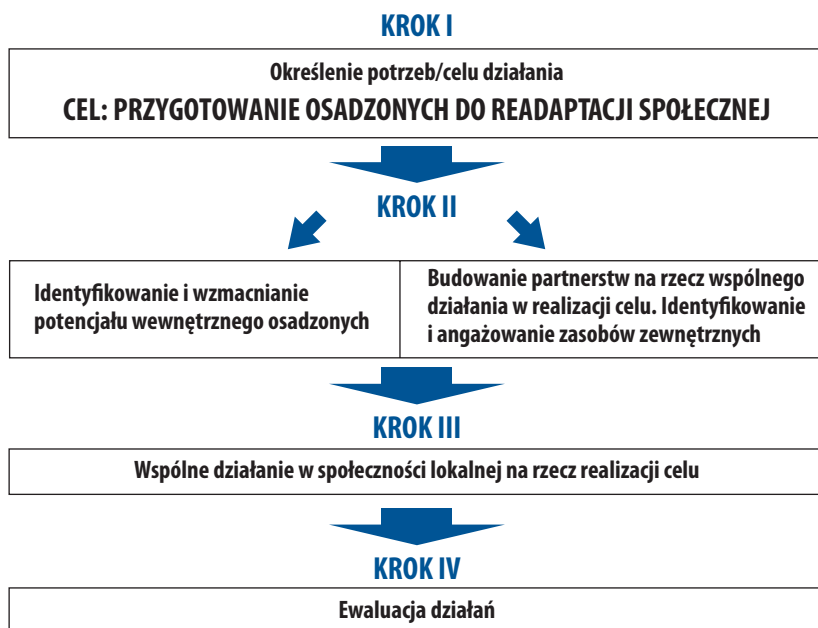 KROK I
Określenie potrzeb/celu działania
CEL: PRZYGOTOWANIE OSADZONYCH DO READAPTACJI SPOŁECZNEJ
KROK II
Identyfikowanie i wzmacnianie
potencjału wewnętrznego osadzonych
Budowanie partnerstw na rzecz wspólnego
działania w realizacji celu. Identyfikowanie
i angażowanie zasobów zewnętrznych
KROK III
Wspólne działanie w społeczności lokalnej na rzecz realizacji celu
KROK IV
Ewaluacja działań